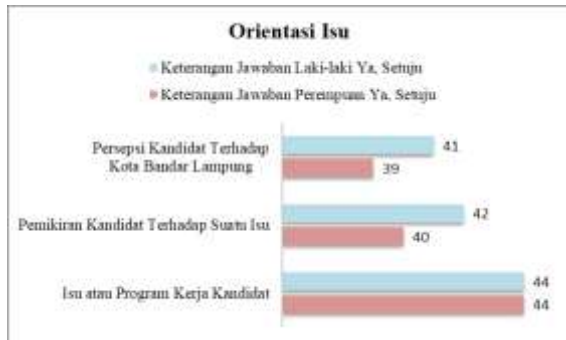 Orientasi Isu
Keterangan Jawaban Laki-laki Ya, Setuju
Keterangan Jawaban Perempuan Ya, Setuju
Persepsi Kandidat Terhadap
Kota Bandar Lampung
41
39
Pemikiran Kandidat Terhadap Suatu Isu
42
40
Isu atau Program Kerja Kandidat
44
44